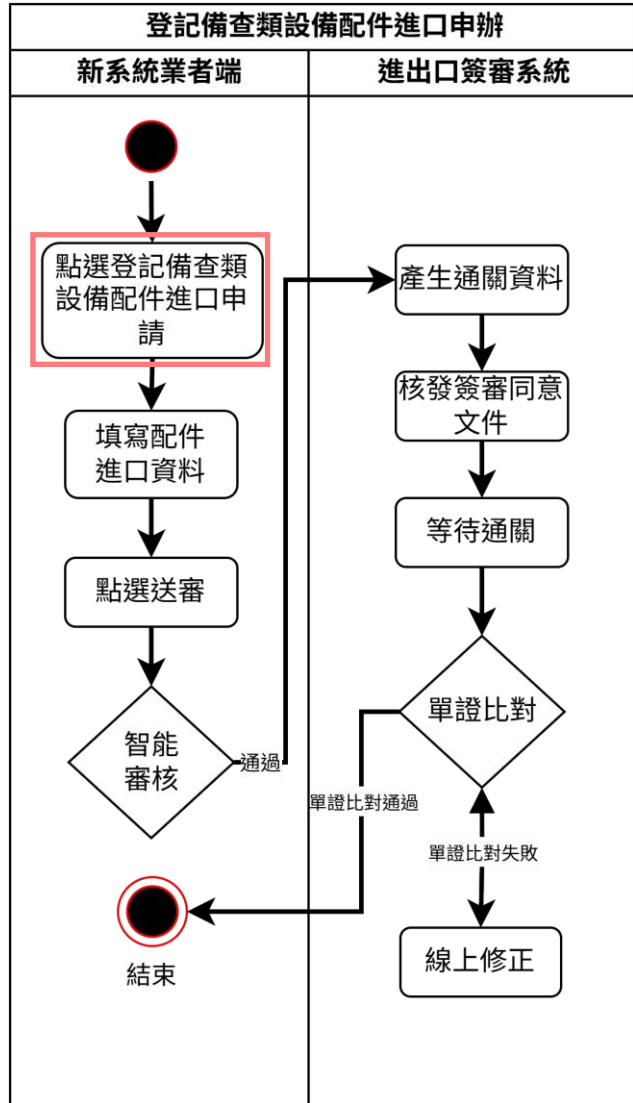 登記備查類設備配件進口申辦
新系統業者端
進出口簽審系統
點選登記備查類
設備配件進口申
請
填寫配件
進口資料
點選送審
智能
審核
通過
產生通關資料
核發簽審同意
文件
等待通關
單證比對
單證比對通過
單證比對失敗
線上修正
結束